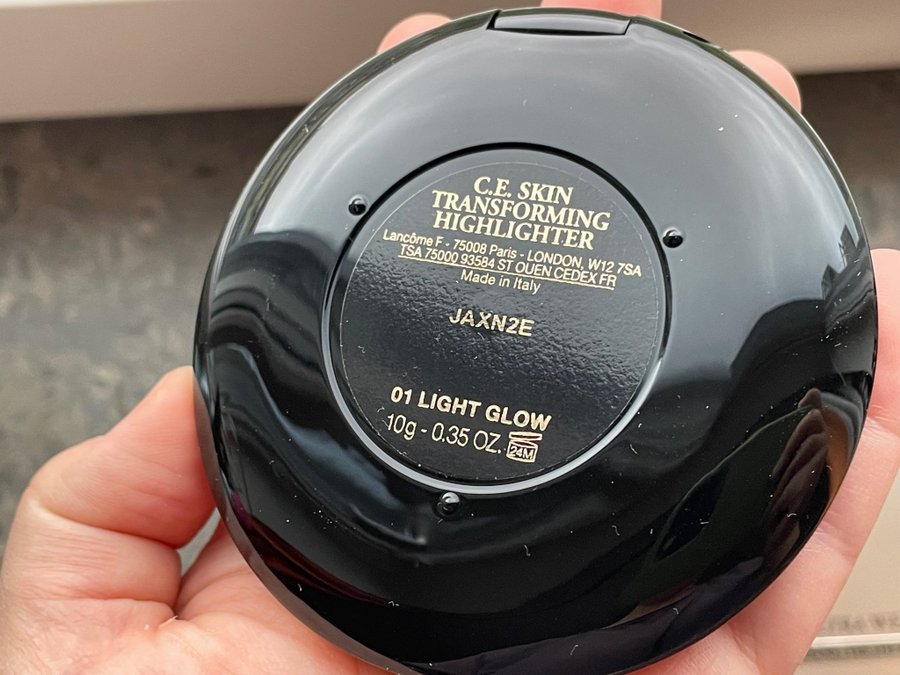 C.E. SKIN
TRANSFORMING
HIGHLIGHTER
Lancôme F - 75008 Paris - LONDON, W12 7SA
TSA 75000 93584 ST OUEN CEDEX FR
Made in Italy
JAXN2E
01 LIGHT GLOW
10g - 0.35 OZ. 24M